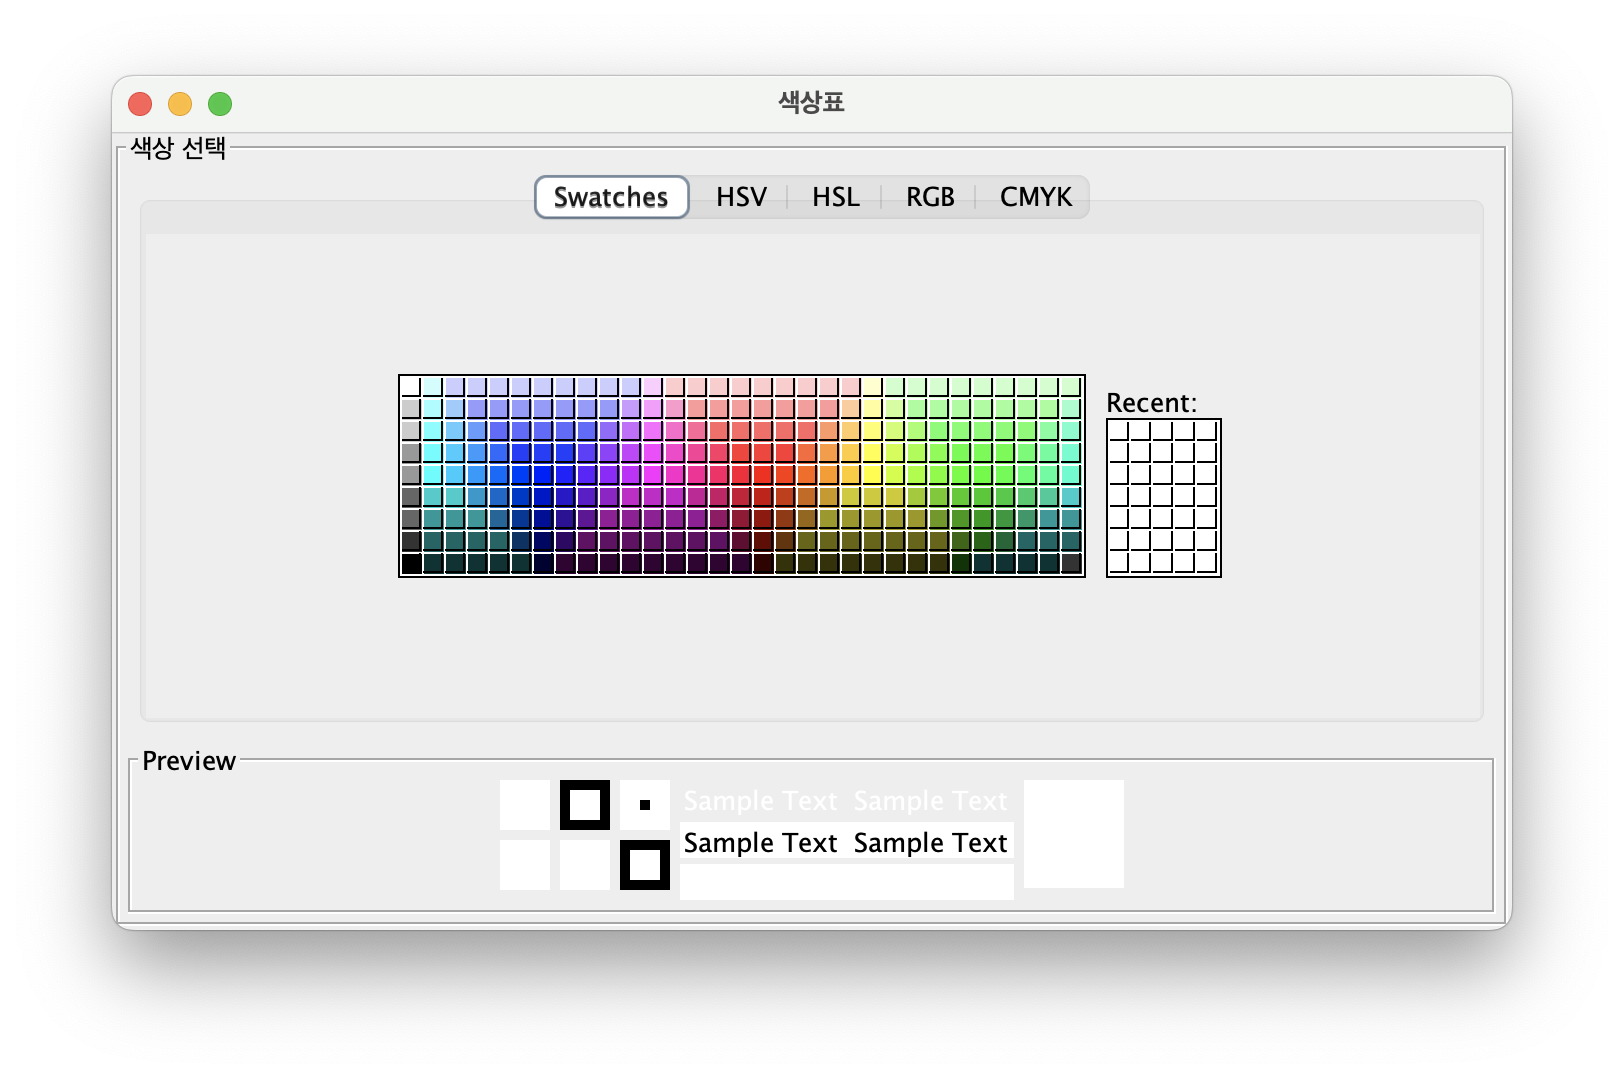 색상표
색상 선택
Swatches HSV HSL RGB CMYK
Recent:
Preview
Sample Text Sample Text
Sample Text Sample Text